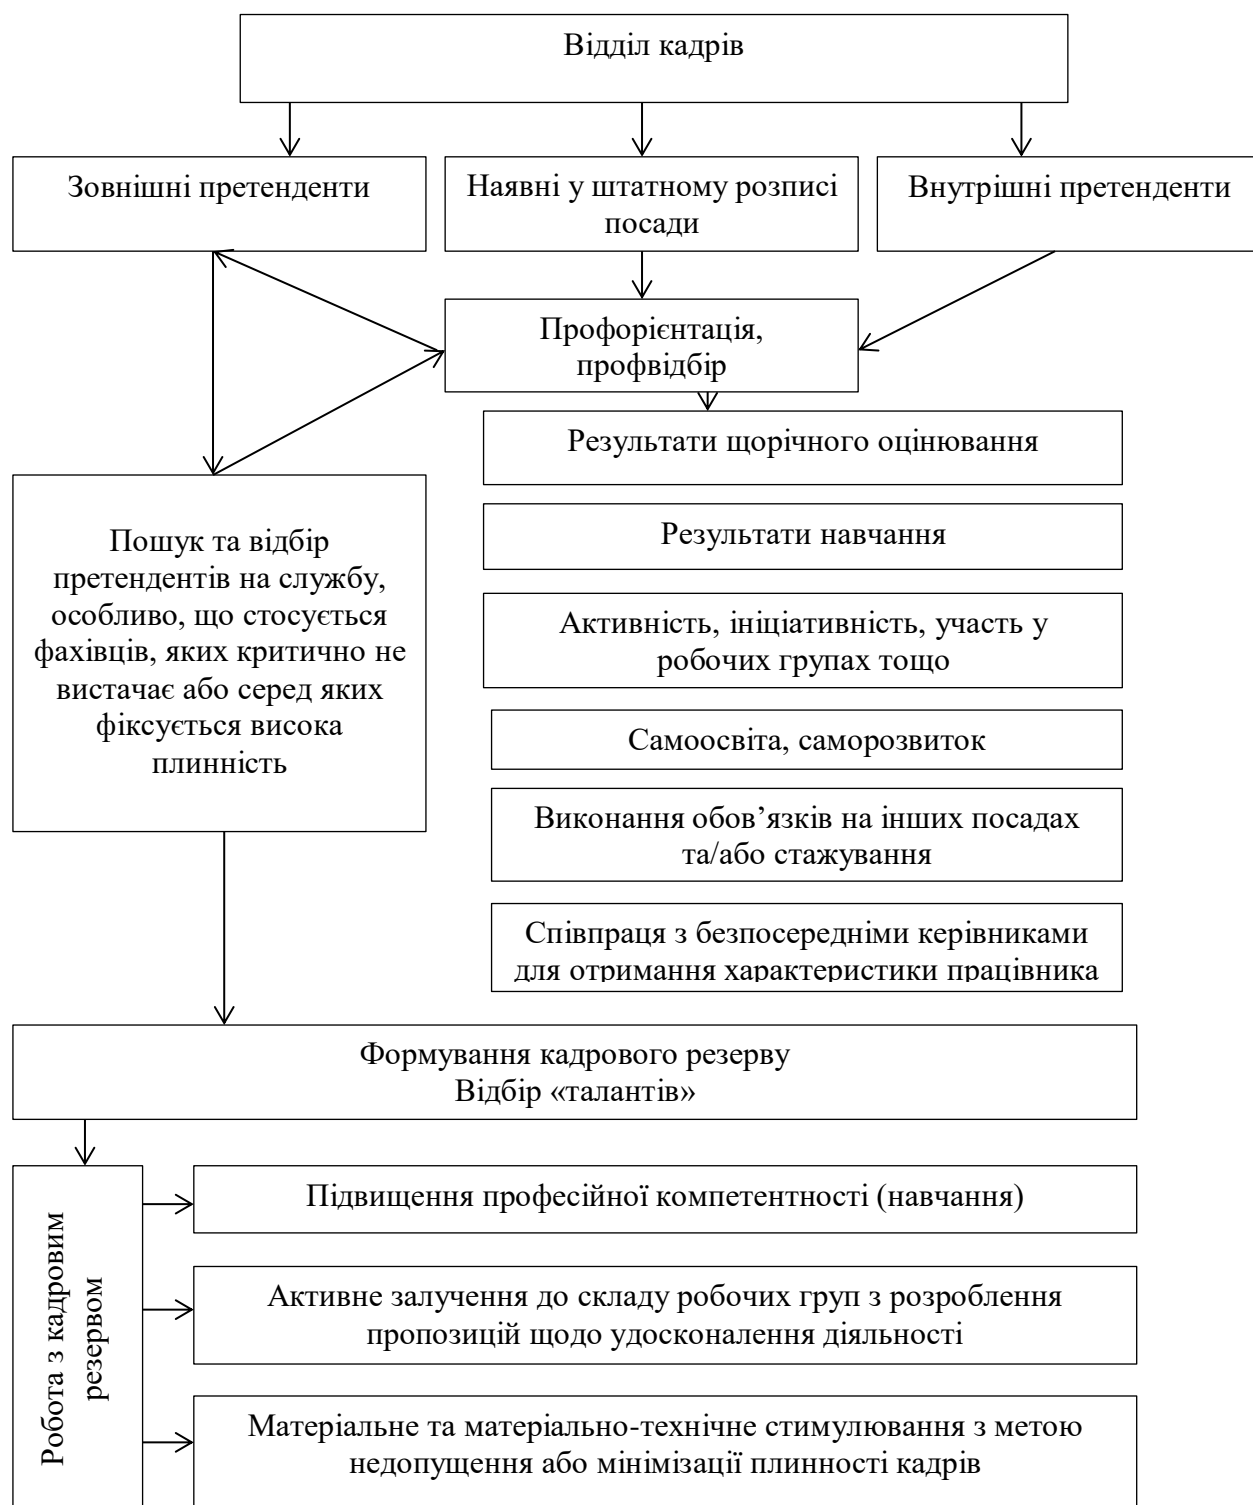 Відділ кадрів
Зовнішні претенденти
Наявні у штатному розписі
посади
Внутрішні претенденти
Профорієнтація,
профвідбір
Результати щорічного оцінювання
Результати навчання
Активність, ініціативність, участь у
робочих групах тощо
Самоосвіта, саморозвиток
Виконання обов’язків на інших посадах
та/або стажування
Співпраця з безпосередніми керівниками
для отримання характеристики працівника
Пошук та відбір
претендентів на службу,
особливо, що стосується
фахівців, яких критично не
вистачає або серед яких
фіксується висока
плинність
Формування кадрового резерву
Відбір «талантів»
Робота з кадровим
резервом
Підвищення професійної компетентності (навчання)
Активне залучення до складу робочих груп з розроблення
пропозицій щодо удосконалення діяльності
Матеріальне та матеріально-технічне стимулювання з метою
недопущення або мінімізації плинності кадрів